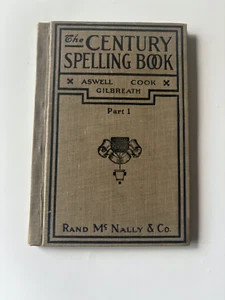 The CENTURY
SPELLING BOOK
ASWELL COOK
GILBREATH
Part I
RAND MCNALLY & CO.